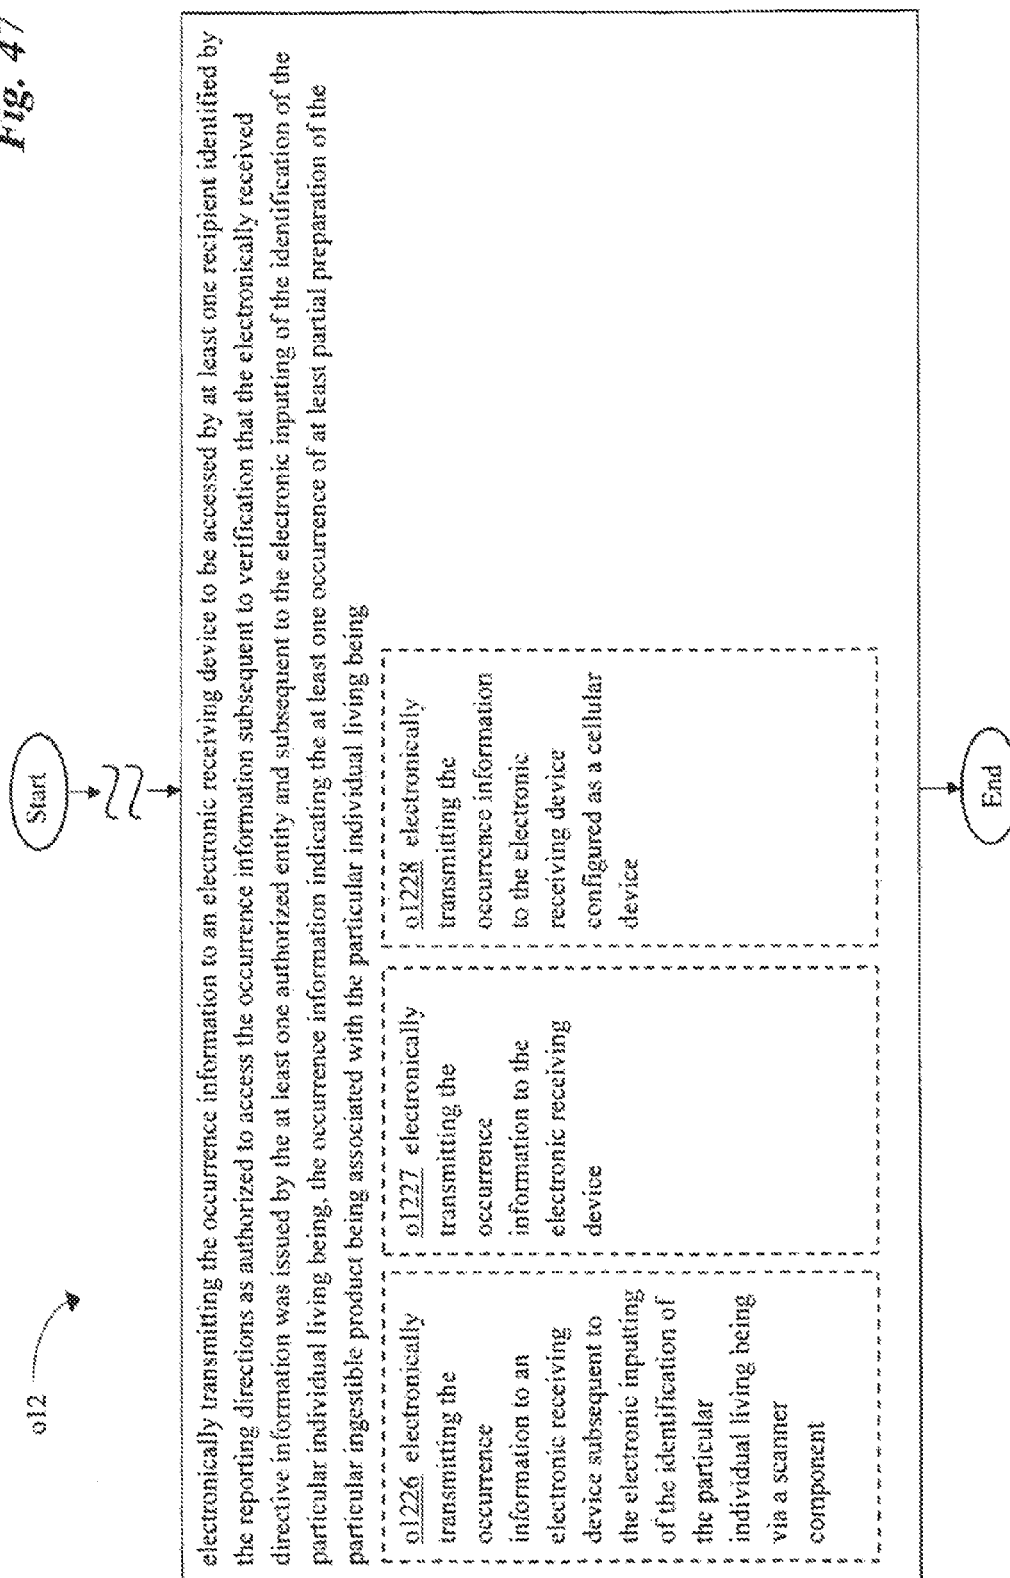 Fig. 47
o12
Start
electronically transmitting the occurrence information to an electronic receiving device to be accessed by at least one recipient identified by
the reporting directions as authorized to access the occurrence information subsequent to verification that the electronically received
directive information was issued by the at least one authorized entity and subsequent to the electronic inputting of the identification of the
particular individual living being, the occurrence information indicating the at least one occurrence of at least partial preparation of the
particular ingestible product being associated with the particular individual living being
o1226 electronically
transmitting the
occurrence
information to an
electronic receiving
device subsequent to
the electronic inputting
of the identification of
the particular
individual living being
via a scanner
component
o1227 electronically
transmitting the
occurrence
information to the
electronic receiving
device
o1228 electronically
transmitting the
occurrence information
to the electronic
receiving device
configured as a cellular
device
End